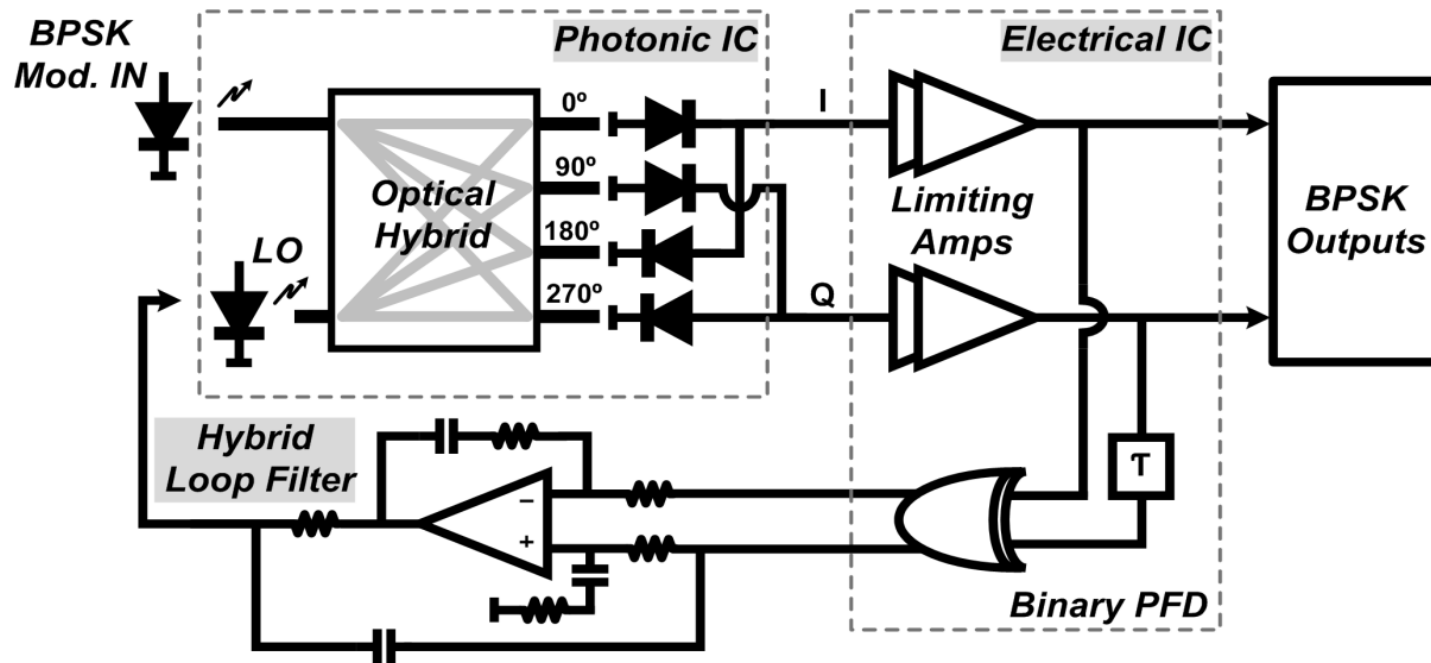 BPSK
Mod. IN
Photonic IC
Electrical IC
0º
90º
180º
270º
Optical
Hybrid
LO
I
Q
Limiting
Amps
BPSK
Outputs
Hybrid
Loop Filter
−
+
τ
Binary PFD